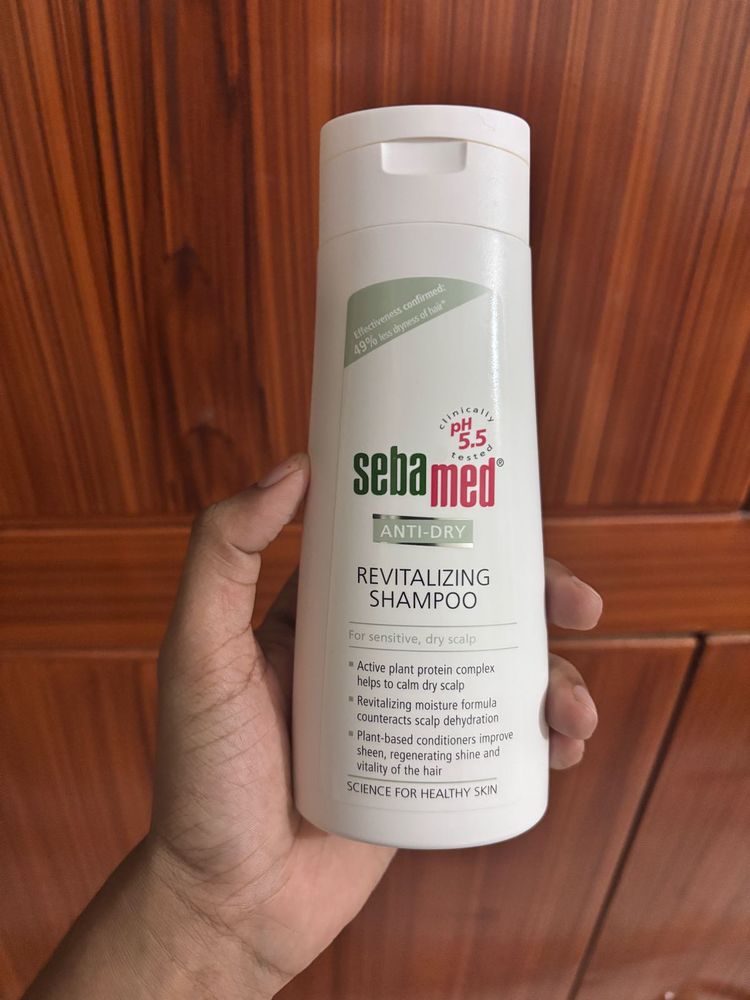 Effectiveness confirmed:
49% less dryness of hair*
clinically
pH
5.5
tested
sebamed®
ANTI-DRY
REVITALIZING
SHAMPOO
For sensitive, dry scalp
▪ Active plant protein complex
helps to calm dry scalp
▪ Revitalizing moisture formula
counteracts scalp dehydration
▪ Plant-based conditioners improve
sheen, regenerating shine and
vitality of the hair
SCIENCE FOR HEALTHY SKIN